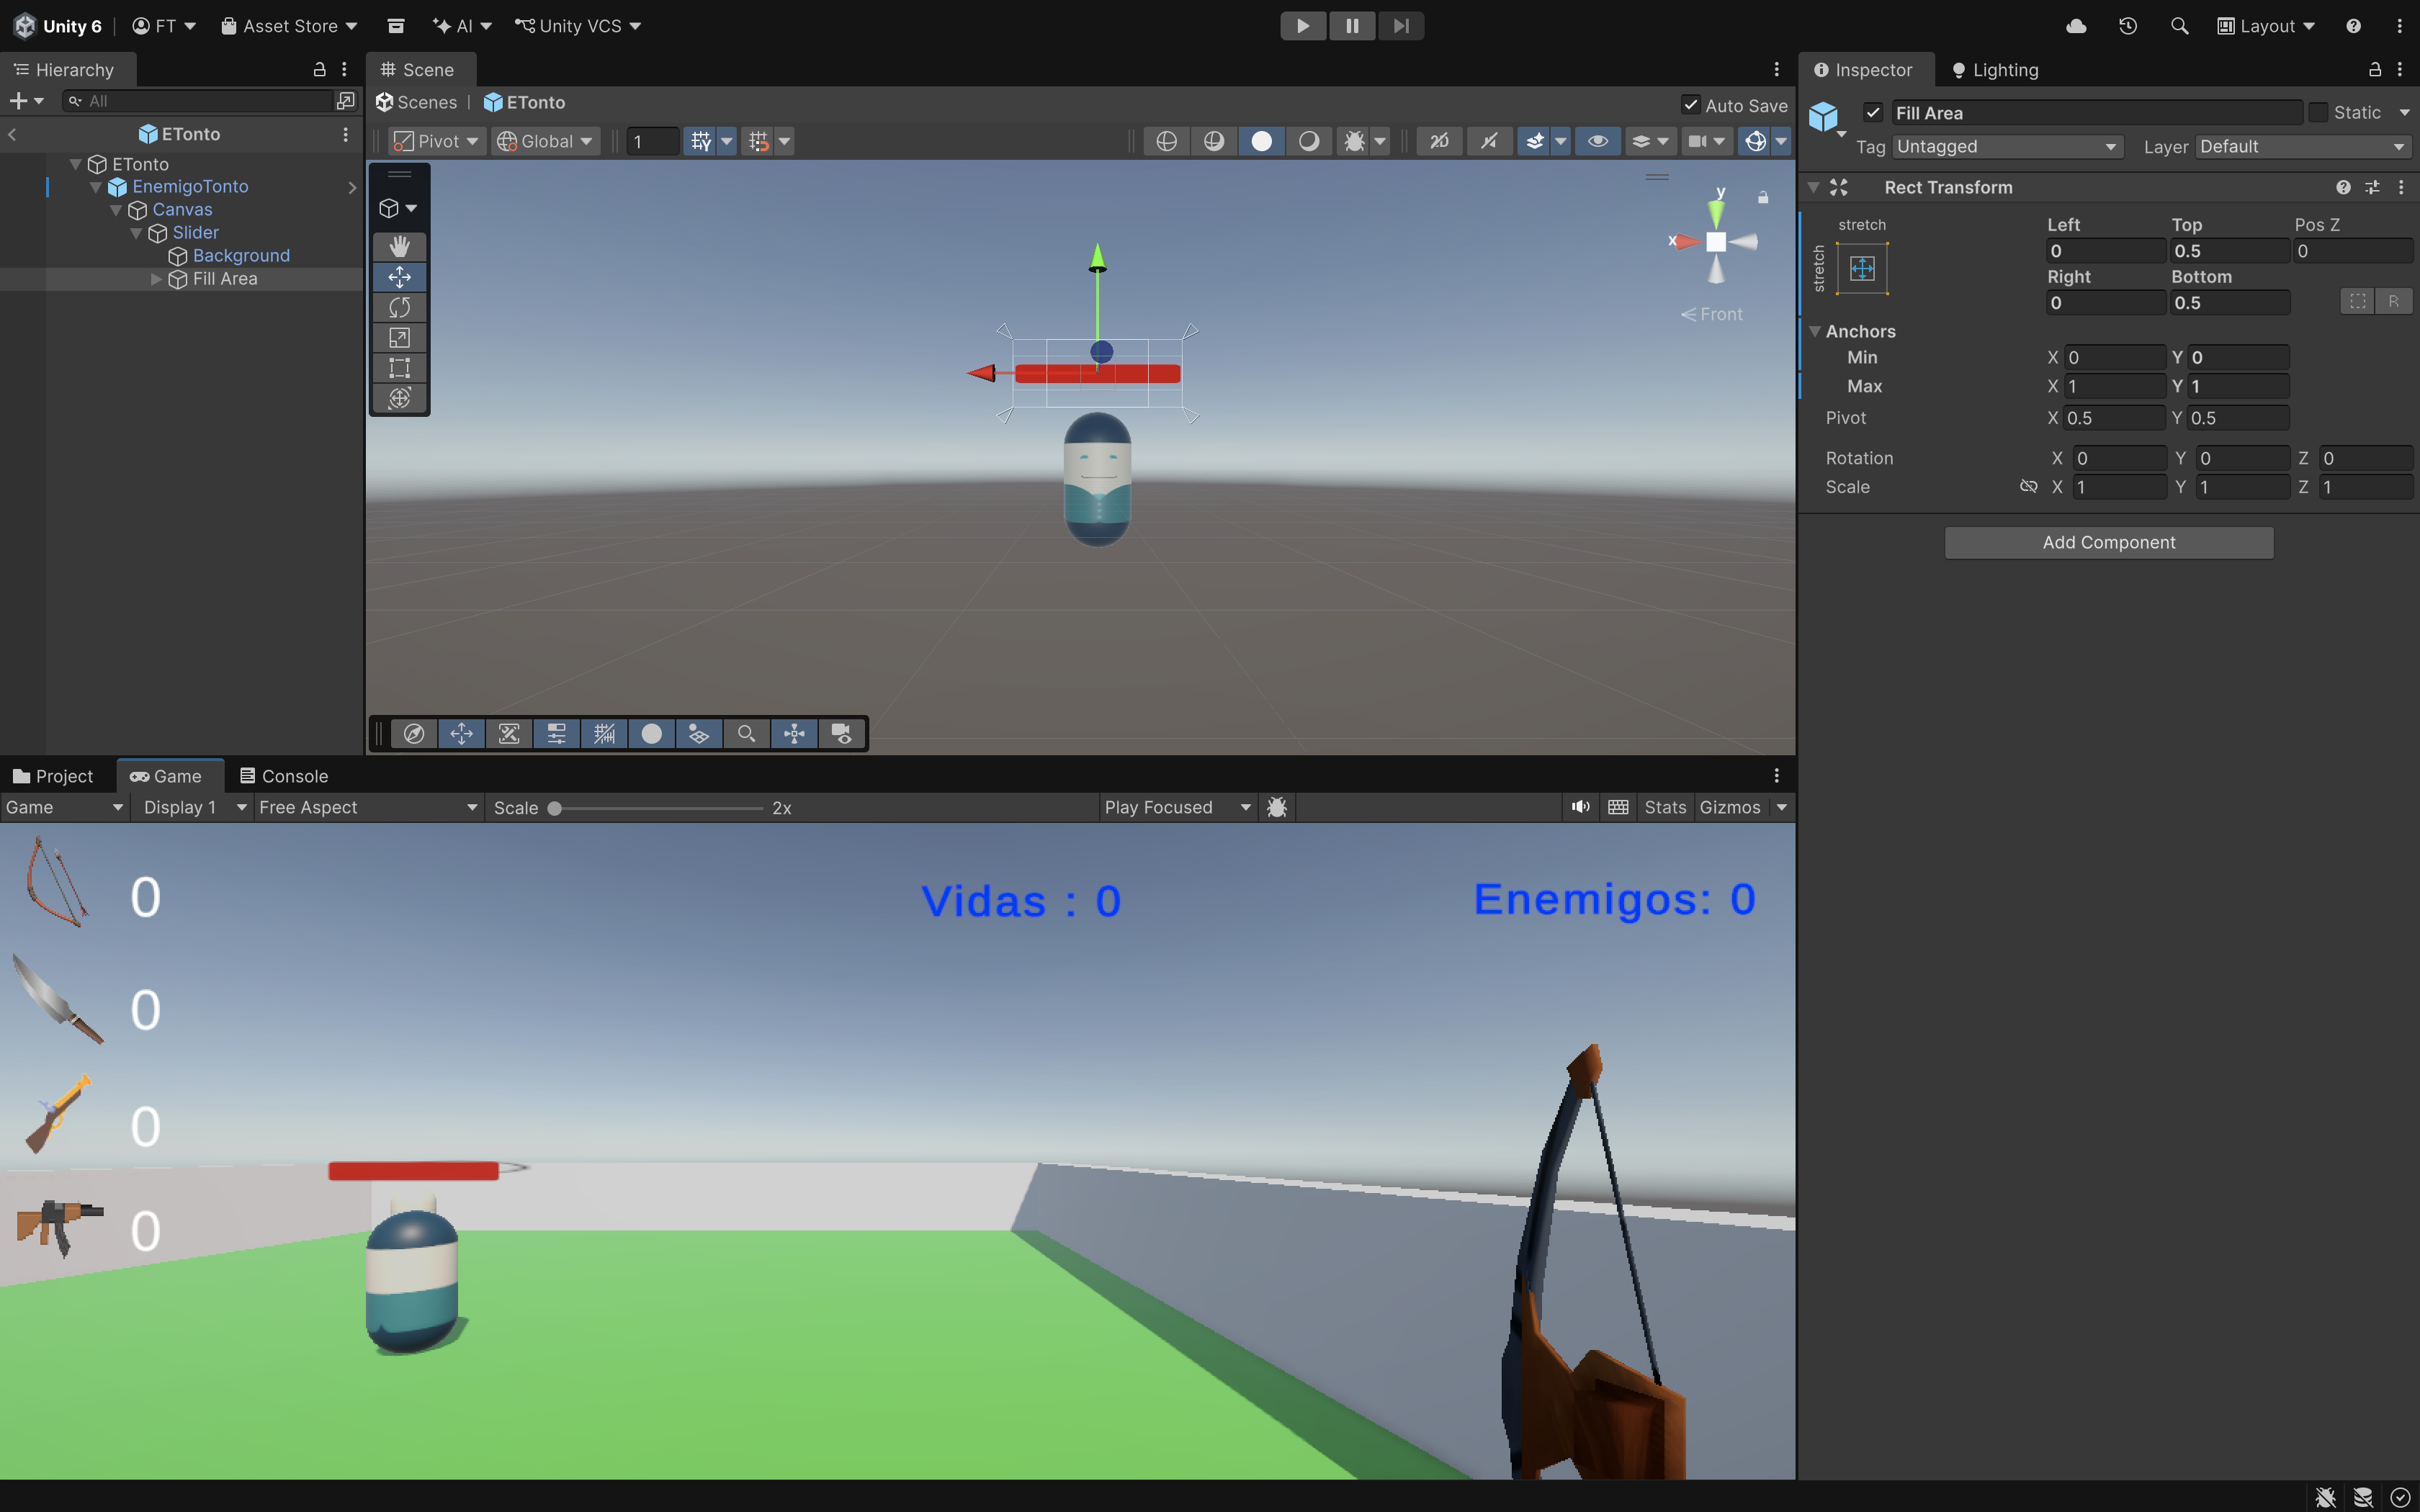 Unity 6 FT Asset Store AI Unity VCS Layout
Hierarchy
All
ETonto
ETonto
EnemigoTonto
Canvas
Slider
Background
Fill Area
Scene
Scenes | ETonto Auto Save
Pivot Global 1 2D
y
x
Front
Inspector Lighting
Fill Area Static
Tag Untagged Layer Default
Rect Transform
stretch Left Top Pos Z
stretch 0 0.5 0
Right Bottom
0 0.5 R
Anchors
Min X 0 Y 0
Max X 1 Y 1
Pivot X 0.5 Y 0.5
Rotation X 0 Y 0 Z 0
Scale X 1 Y 1 Z 1
Add Component
Project Game Console
Game Display 1 Free Aspect Scale 2x Play Focused Stats Gizmos
0 Vidas : 0 Enemigos: 0
0
0
0